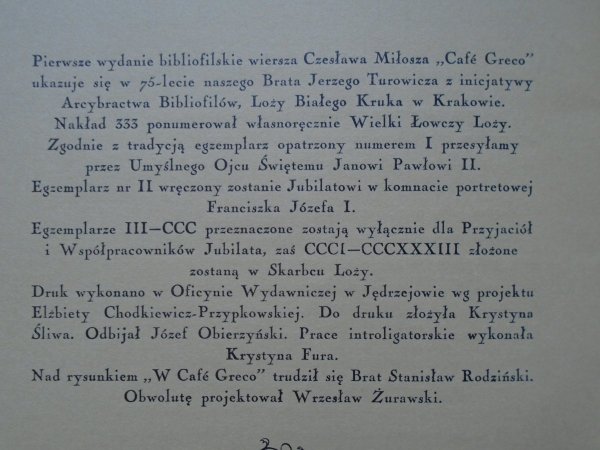 Pierwsze wydanie bibliofilskie wiersza Czesława Miłosza „Café Greco”
ukazuje się w 75-lecie naszego Brata Jerzego Turowicza z inicjatywy
Arcybractwa Bibliofilów, Loży Białego Kruka w Krakowie.
Nakład 333 ponumerował własnoręcznie Wielki Łowczy Loży.
Zgodnie z tradycją egzemplarz opatrzony numerem I przesyłamy
przez Umyślnego Ojcu Świętemu Janowi Pawłowi II.
Egzemplarz nr II wręczony zostanie Jubilatowi w komnacie portretowej
Franciszka Józefa I.
Egzemplarze III—CCC przeznaczone zostają wyłącznie dla Przyjaciół
i Współpracowników Jubilata, zaś CCCI—CCCXXXIII złożone
zostaną w Skarbcu Loży.
Druk wykonano w Oficynie Wydawniczej w Jędrzejowie wg projektu
Elżbiety Chodkiewicz-Przypkowskiej. Do druku złożyła Krystyna
Śliwa. Odbijał Józef Obierzyński. Prace introligatorskie wykonała
Krystyna Fura.
Nad rysunkiem „W Café Greco” trudził się Brat Stanisław Rodziński.
Obwolutę projektował Wrzesław Żurawski.